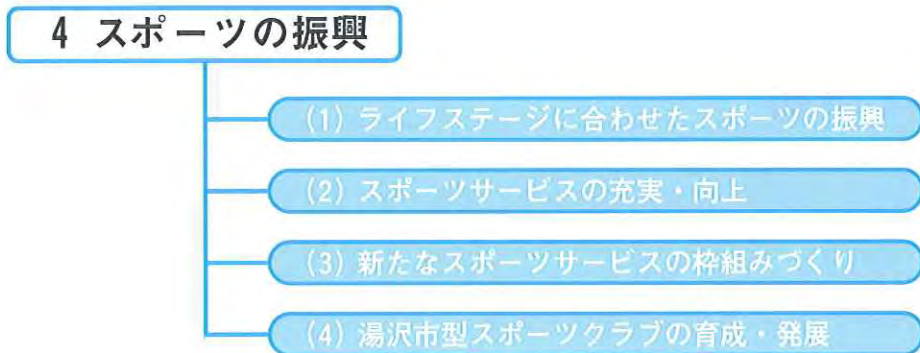 4 スポーツの振興
(1) ライフステージに合わせたスポーツの振興
(2) スポーツサービスの充実・向上
(3) 新たなスポーツサービスの枠組みづくり
(4) 湯沢市型スポーツクラブの育成・発展